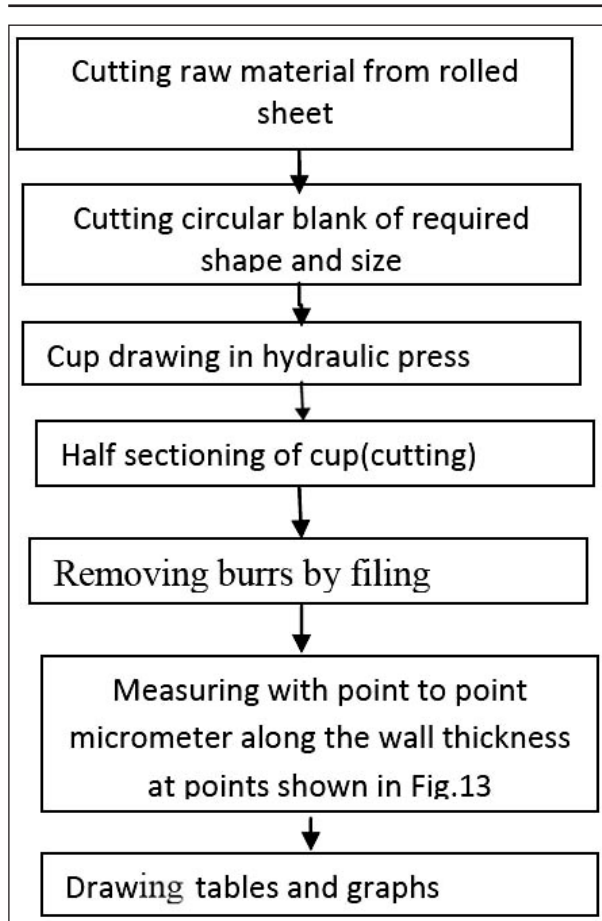 Cutting raw material from rolled
sheet
Cutting circular blank of required
shape and size
Cup drawing in hydraulic press
Half sectioning of cup(cutting)
Removing burrs by filing
Measuring with point to point
micrometer along the wall thickness
at points shown in Fig.13
Drawing tables and graphs